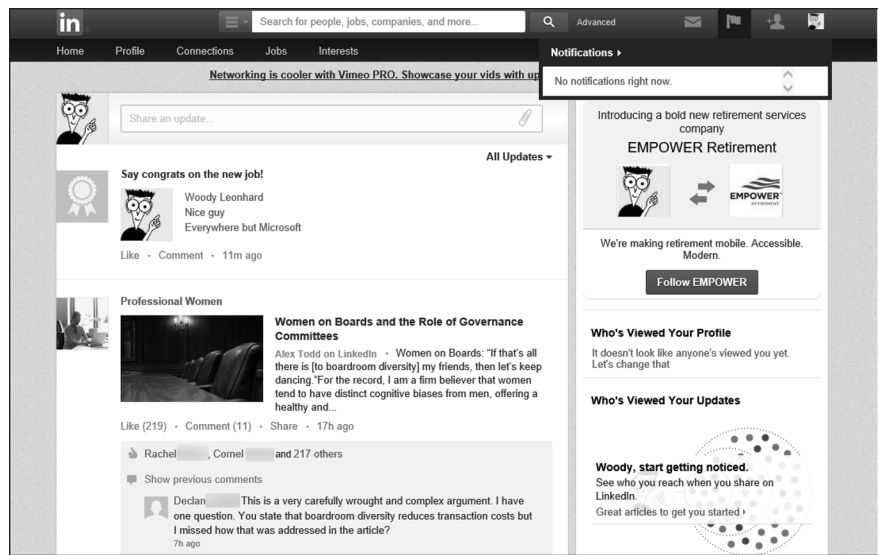 in
Search for people, jobs, companies, and more...
Advanced
Home Profile Connections Jobs Interests
Notifications
No notifications right now.
Networking is cooler with Vimeo PRO. Showcase your vids with up
Share an update...
All Updates
Say congrats on the new job!
Woody Leonhard
Nice guy
Everywhere but Microsoft
Like · Comment · 11m ago
Professional Women
Women on Boards and the Role of Governance
Committees
Alex Todd on LinkedIn · Women on Boards: "If that's all
there is [to boardroom diversity] my friends, then let's keep
dancing."For the record, I am a firm believer that women
tend to have distinct cognitive biases from men, offering a
healthy and...
Like (219) · Comment (11) · Share · 17h ago
Rachel , Cornel and 217 others
Show previous comments
Declan This is a very carefully wrought and complex argument. I have
one question. You state that boardroom diversity reduces transaction costs but
I missed how that was addressed in the article?
7h ago
Introducing a bold new retirement services
company
EMPOWER Retirement
EMPOWER
RETIREMENT
We're making retirement mobile. Accessible.
Modern.
Follow EMPOWER
Who's Viewed Your Profile
It doesn't look like anyone's viewed you yet.
Let's change that
Who's Viewed Your Updates
Woody, start getting noticed.
See who you reach when you share on
LinkedIn.
Great articles to get you started